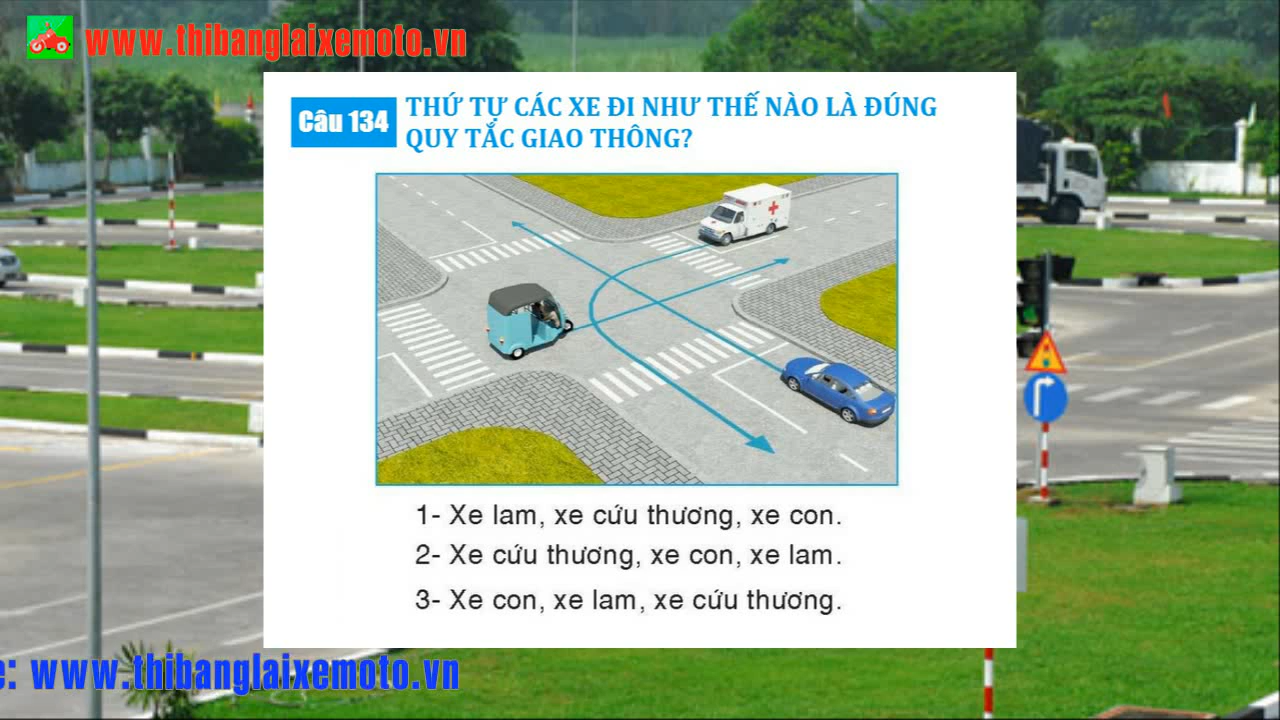 www.thibanglaixemoto.vn
Câu 134
THỨ TỰ CÁC XE ĐI NHƯ THẾ NÀO LÀ ĐÚNG
QUY TẮC GIAO THÔNG?
1- Xe lam, xe cứu thương, xe con.
2- Xe cứu thương, xe con, xe lam.
3- Xe con, xe lam, xe cứu thương.
: www.thibanglaixemoto.vn